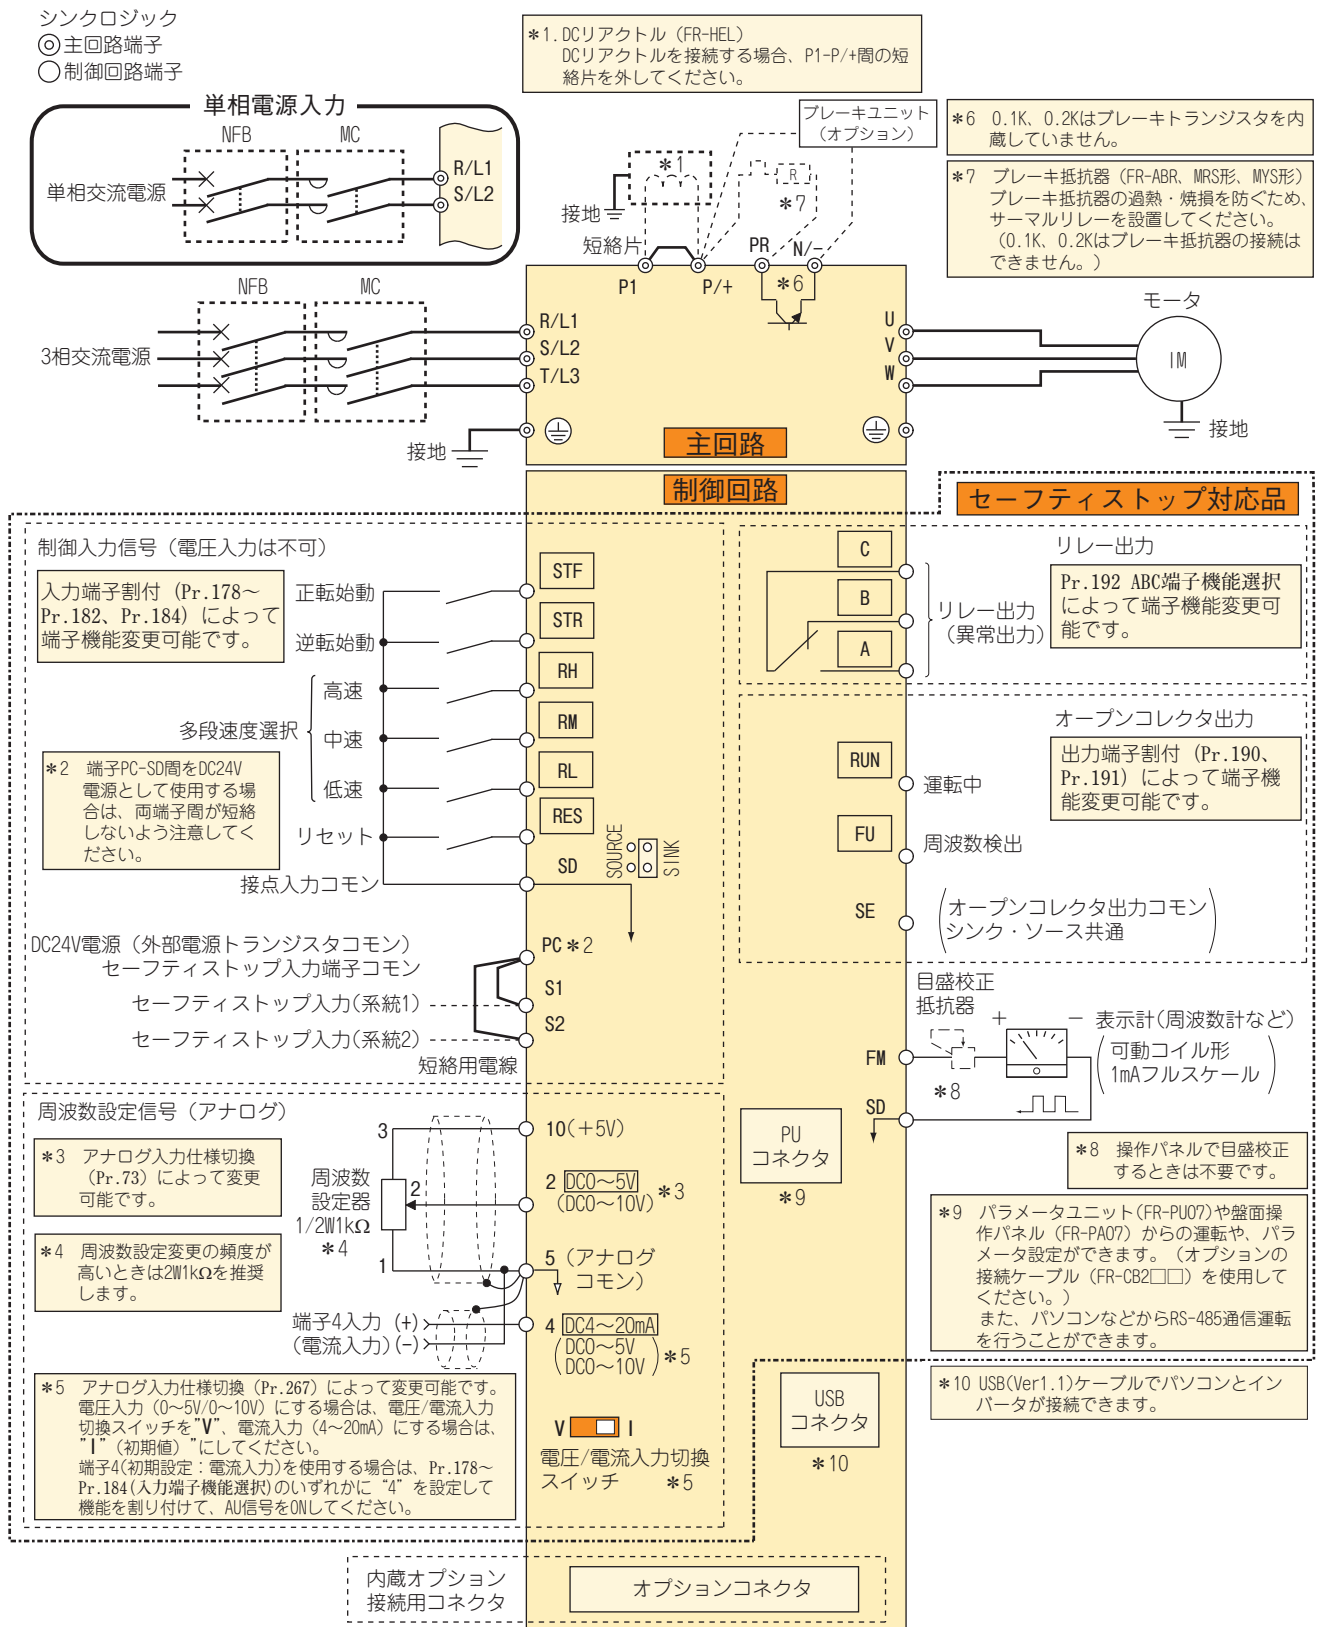 シンクロジック
◎主回路端子
○制御回路端子
*1. DCリアクトル（FR-HEL）
DCリアクトルを接続する場合、P1-P/+間の短
絡片を外してください。
単相電源入力
NFB
MC
R/L1
S/L2
単相交流電源
ブレーキユニット
（オプション）
*6 0.1K、0.2Kはブレーキトランジスタを内
蔵していません。
*7 ブレーキ抵抗器（FR-ABR、MRS形、MYS形）
ブレーキ抵抗器の過熱・焼損を防ぐため、
サーマルリレーを設置してください。
（0.1K、0.2Kはブレーキ抵抗器の接続は
できません。）
*1
R
*7
接地
短絡片
PR
N/-
P1
P/+
*6
NFB
MC
3相交流電源
R/L1
S/L2
T/L3
U
V
W
モータ
IM
接地
接地
主回路
制御回路
セーフティストップ対応品
制御入力信号（電圧入力は不可）
入力端子割付（Pr.178～
Pr.182、Pr.184）によって
端子機能変更可能です。
正転始動
逆転始動
高速
多段速度選択
中速
低速
リセット
接点入力コモン
*2 端子PC-SD間をDC24V
電源として使用する場
合は、両端子間が短絡
しないよう注意してく
ださい。
STF
STR
RH
RM
RL
RES
SD
SOURCE
SINK
DC24V電源（外部電源トランジスタコモン）
セーフティストップ入力端子コモン
セーフティストップ入力(系統1)
セーフティストップ入力(系統2)
短絡用電線
PC*2
S1
S2
C
B
A
リレー出力
リレー出力
（異常出力）
Pr.192 ABC端子機能選択
によって端子機能変更可
能です。
オープンコレクタ出力
出力端子割付（Pr.190、
Pr.191）によって端子機
能変更可能です。
RUN
運転中
FU
周波数検出
SE
（オープンコレクタ出力コモン
シンク・ソース共通）
目盛校正
抵抗器
+
−
表示計(周波数計など)
（可動コイル形
1mAフルスケール）
FM
*8
SD
*8 操作パネルで目盛校正
するときは不要です。
周波数設定信号（アナログ）
*3 アナログ入力仕様切換
（Pr.73）によって変更
可能です。
*4 周波数設定変更の頻度が
高いときは2W1kΩを推奨
します。
周波数
設定器
1/2W1kΩ
*4
3
2
1
10(＋5V)
2 DC0～5V
(DC0～10V) *3
5（アナログ
コモン）
4 DC4～20mA
（DC0～5V
DC0～10V）*5
端子4入力 (+)
（電流入力）(-)
PU
コネクタ
*9
*9 パラメータユニット(FR-PU07)や盤面操
作パネル（FR-PA07）からの運転や、パラ
メータ設定ができます。（オプションの
接続ケーブル（FR-CB2□□）を使用して
ください。）
また、パソコンなどからRS-485通信運転
を行うことができます。
*5 アナログ入力仕様切換（Pr.267）によって変更可能です。
電圧入力（0～5V/0～10V）にする場合は、電圧/電流入力
切換スイッチを"V"、電流入力（4～20mA）にする場合は、
"I"（初期値）"にしてください。
端子4(初期設定：電流入力)を使用する場合は、Pr.178～
Pr.184(入力端子機能選択)のいずれかに“4”を設定して
機能を割り付けて、AU信号をONしてください。
V
I
電圧/電流入力切換
スイッチ *5
USB
コネクタ
*10
*10 USB(Ver1.1)ケーブルでパソコンとイン
バータが接続できます。
内蔵オプション
接続用コネクタ
オプションコネクタ